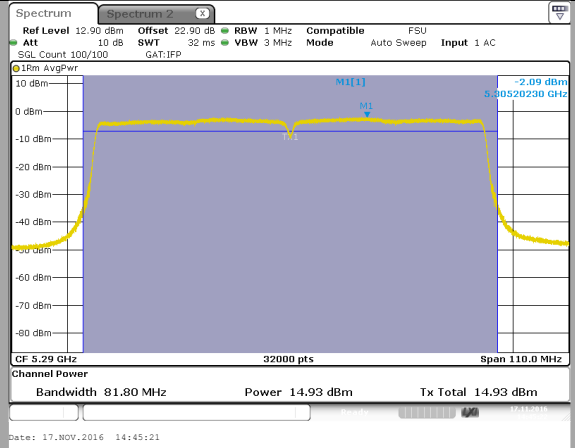 Spectrum
Spectrum 2 X
Ref Level 12.90 dBm Offset 22.90 dB RBW 1 MHz Compatible FSU
Att 10 dB SWT 32 ms VBW 3 MHz Mode Auto Sweep Input 1 AC
SGL Count 100/100 GAT:IFP
1Rm AvgPwr
M1[1] -2.09 dBm
5.30520230 GHz
10 dBm
M1
0 dBm
-10 dBm
TX1
-20 dBm
-30 dBm
-40 dBm
-50 dBm
-60 dBm
-70 dBm
-80 dBm
CF 5.29 GHz 32000 pts Span 110.0 MHz
Channel Power
Bandwidth 81.80 MHz Power 14.93 dBm Tx Total 14.93 dBm
Ready 17.11.2016
Date: 17.NOV.2016 14:45:21